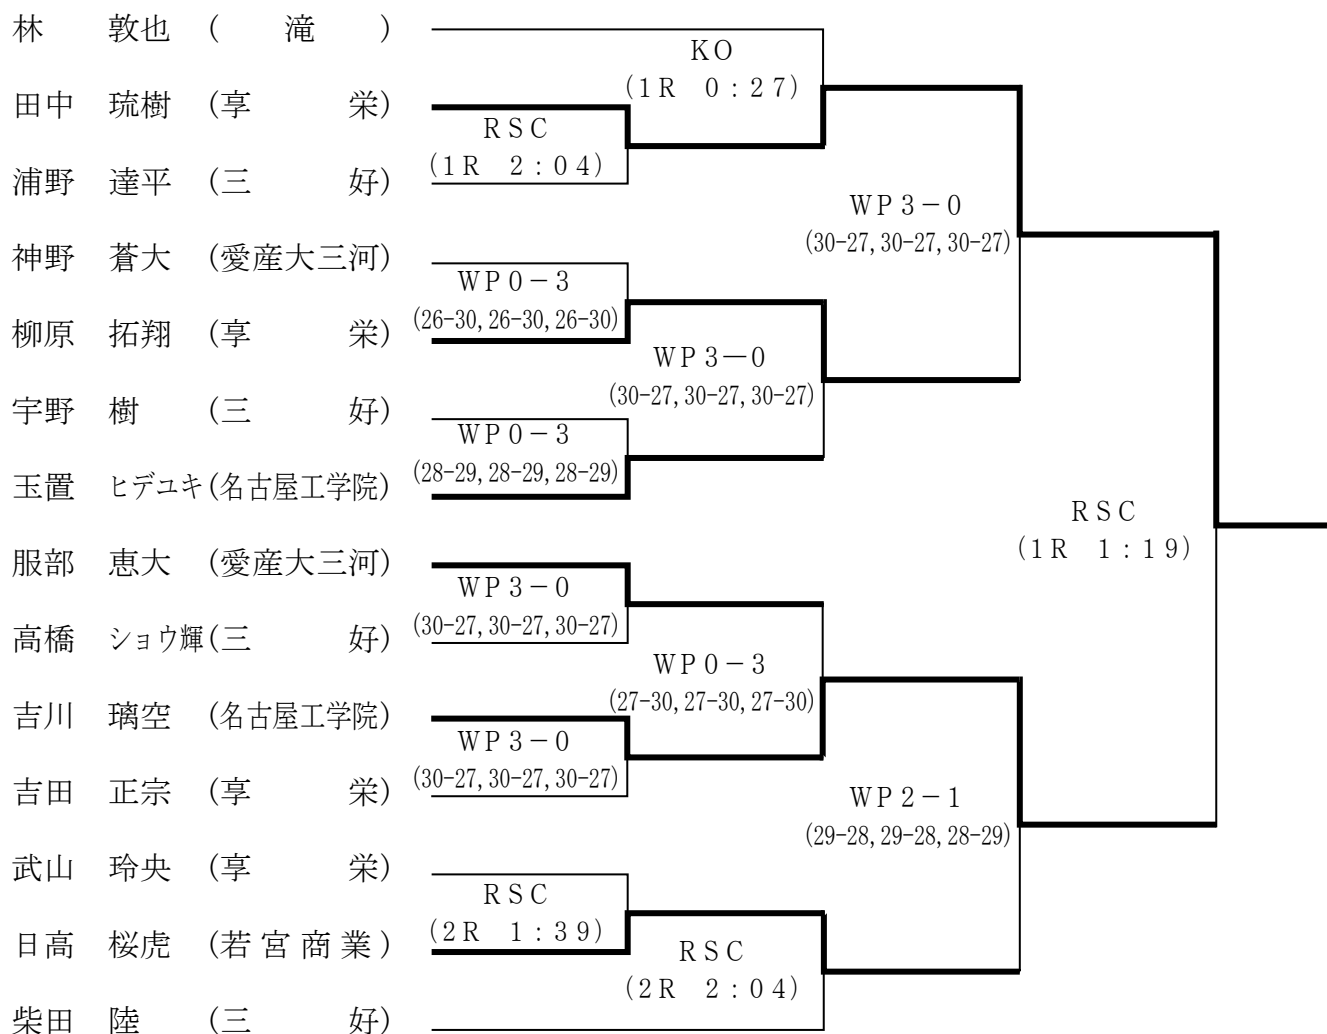 林　敦也（　滝　）
KO
(1R 0:27)
田中　琉樹（享　栄）
RSC
(1R 2:04)
浦野　達平（三　好）
WP3－0
(30-27,30-27,30-27)
神野　蒼大（愛産大三河）
WP0－3
(26-30,26-30,26-30)
柳原　拓翔（享　栄）
WP3―0
(30-27,30-27,30-27)
宇野　樹　（三　好）
WP0－3
(28-29,28-29,28-29)
玉置　ヒデユキ（名古屋工学院）
RSC
(1R 1:19)
服部　恵大（愛産大三河）
WP3－0
(30-27,30-27,30-27)
高橋　ショウ輝（三　好）
WP0－3
(27-30,27-30,27-30)
吉川　璃空（名古屋工学院）
WP3－0
(30-27,30-27,30-27)
吉田　正宗（享　栄）
WP2－1
(29-28,29-28,28-29)
武山　玲央（享　栄）
RSC
(2R 1:39)
日高　桜虎（若宮商業）
RSC
(2R 2:04)
柴田　陸　（三　好）